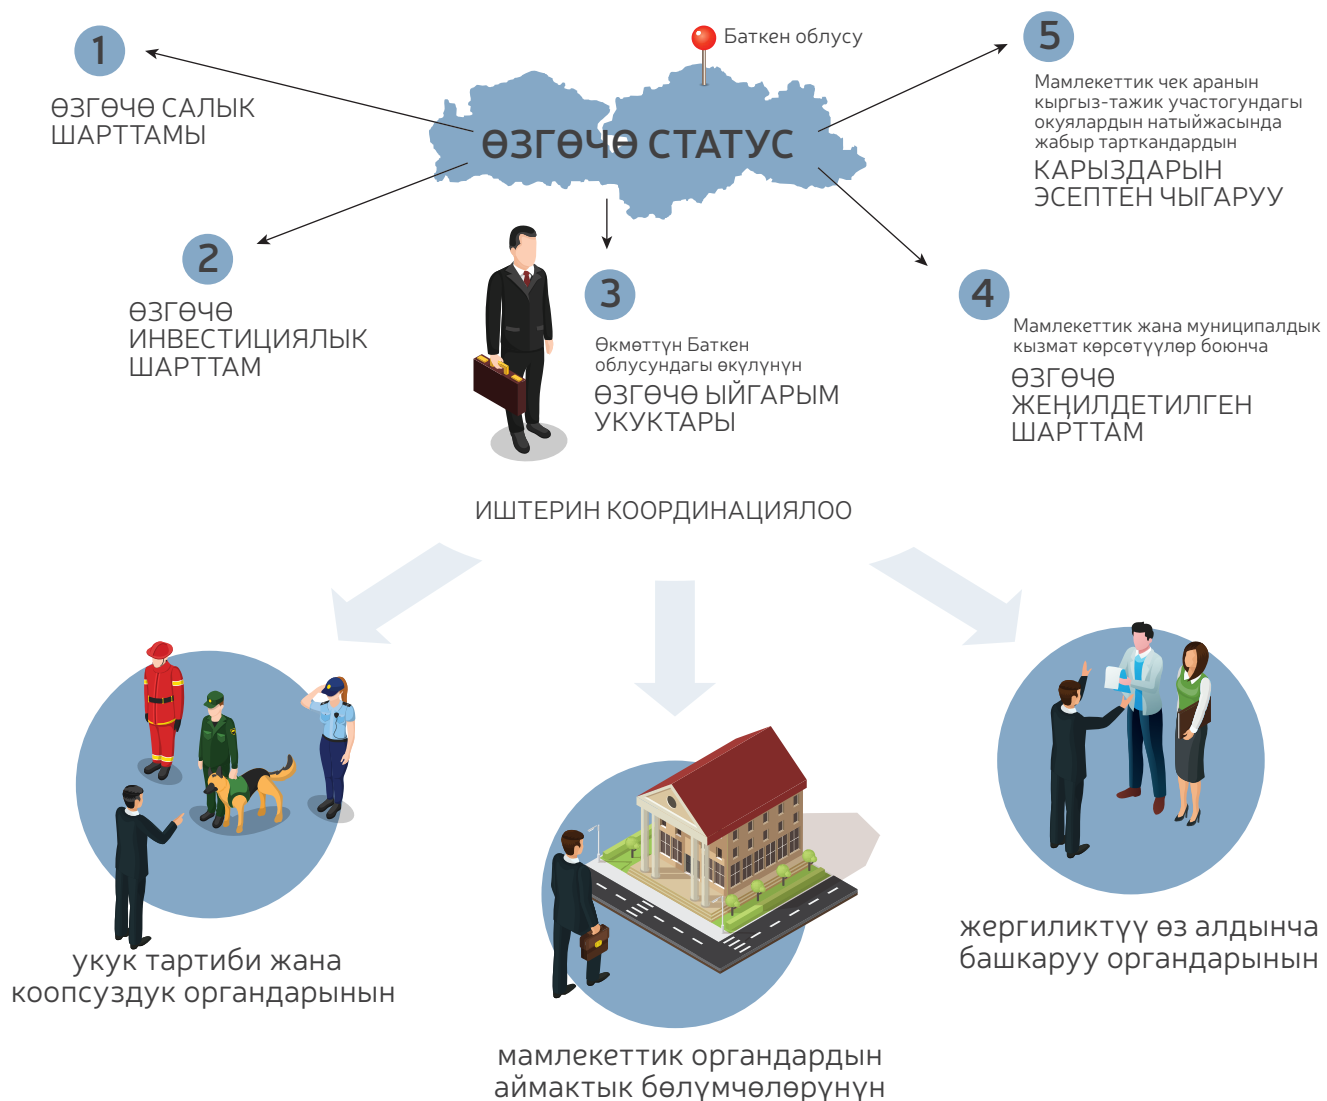 Баткен облусу
ӨЗГӨЧӨ СТАТУС
1
ӨЗГӨЧӨ САЛЫК
ШАРТТАМЫ
2
ӨЗГӨЧӨ
ИНВЕСТИЦИЯЛЫК
ШАРТТАМ
3
Өкмөттүн Баткен
облусундагы өкүлүнүн
ӨЗГӨЧӨ ЫЙГАРЫМ
УКУКТАРЫ
4
Мамлекеттик жана муниципалдык
кызмат көрсөтүүлөр боюнча
ӨЗГӨЧӨ
ЖЕҢИЛДЕТИЛГЕН
ШАРТТАМ
5
Мамлекеттик чек аранын
кыргыз-тажик участогундагы
окуялардын натыйжасында
жабыр тарткандардын
КАРЫЗДАРЫН
ЭСЕПТЕН ЧЫГАРУУ
ИШТЕРИН КООРДИНАЦИЯЛОО
укук тартиби жана
коопсуздук органдарынын
мамлекеттик органдардын
аймактык бөлүмчөлөрүнүн
жергиликтүү өз алдынча
башкаруу органдарынын